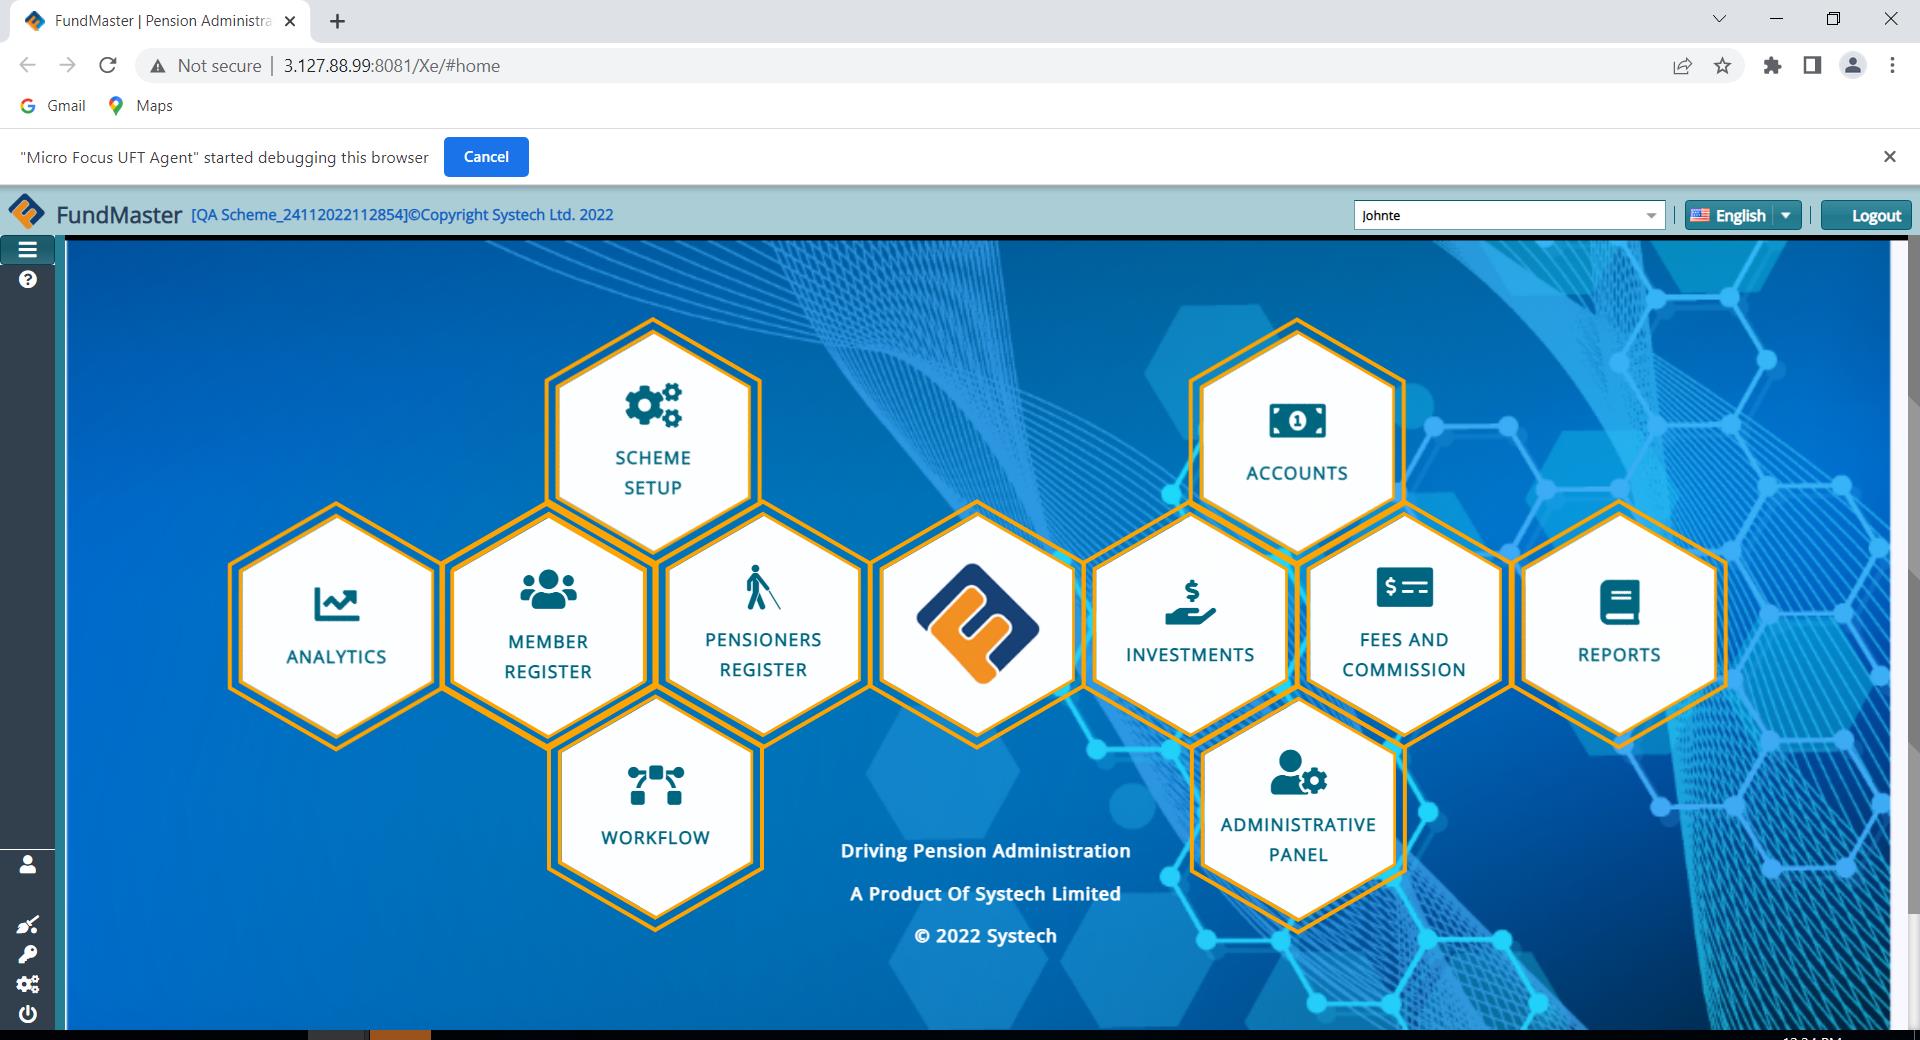 FundMaster | Pension Administra
Not secure | 3.127.88.99:8081/Xe/#home
Gmail Maps
"Micro Focus UFT Agent" started debugging this browser Cancel
FundMaster [QA Scheme_24112022112854]©Copyright Systech Ltd. 2022 Johnte English Logout
SCHEME
SETUP
ACCOUNTS
1
ANALYTICS
MEMBER
REGISTER
PENSIONERS
REGISTER
INVESTMENTS
FEES AND
COMMISSION
REPORTS
WORKFLOW
ADMINISTRATIVE
PANEL
Driving Pension Administration
A Product Of Systech Limited
© 2022 Systech